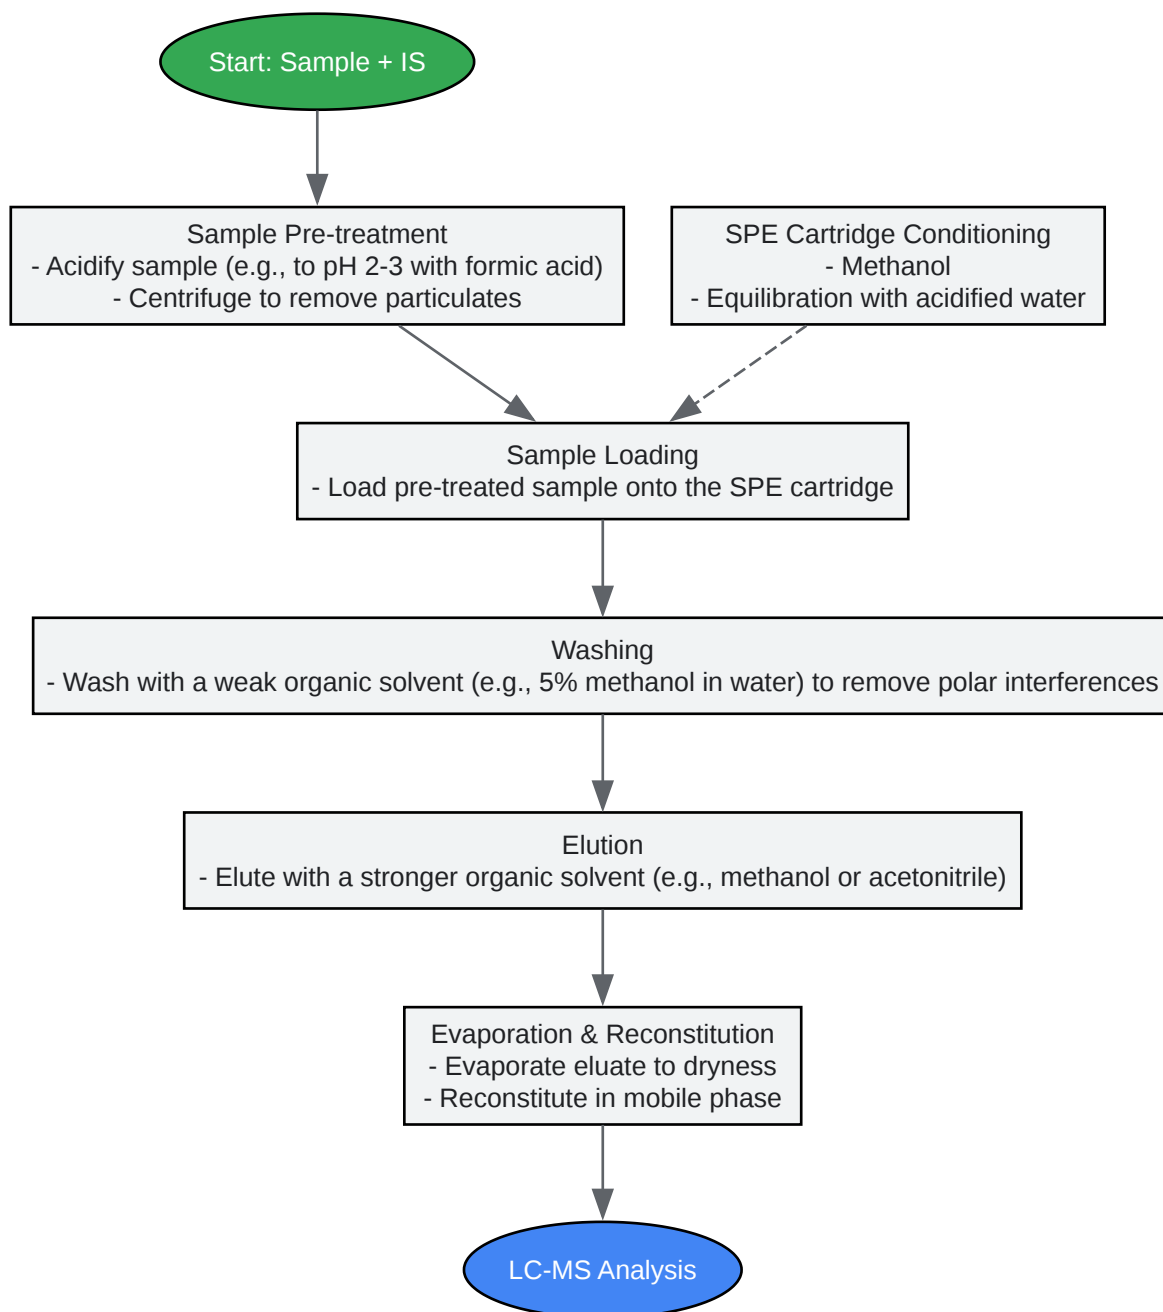 Start: Sample + IS
Sample Pre-treatment
- Acidify sample (e.g., to pH 2-3 with formic acid)
- Centrifuge to remove particulates
SPE Cartridge Conditioning
- Methanol
- Equilibration with acidified water
Sample Loading
- Load pre-treated sample onto the SPE cartridge
Washing
- Wash with a weak organic solvent (e.g., 5% methanol in water) to remove polar interferences
Elution
- Elute with a stronger organic solvent (e.g., methanol or acetonitrile)
Evaporation & Reconstitution
- Evaporate eluate to dryness
- Reconstitute in mobile phase
LC-MS Analysis